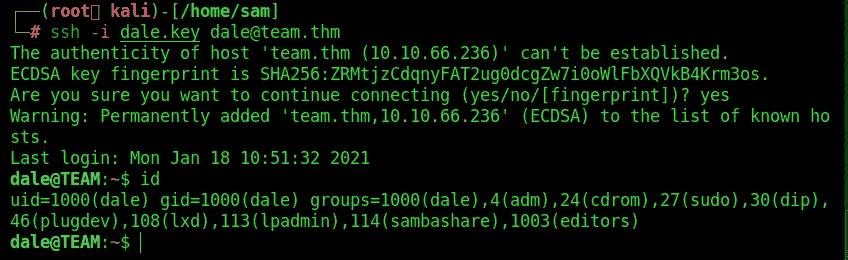 ┌──(root💀 kali)-[/home/sam]
└─# ssh -i dale.key dale@team.thm
The authenticity of host 'team.thm (10.10.66.236)' can't be established.
ECDSA key fingerprint is SHA256:ZRMtjzCdqnyFAT2ug0dcgZw7i0oWlFbXQVkB4Krm3os.
Are you sure you want to continue connecting (yes/no/[fingerprint])? yes
Warning: Permanently added 'team.thm,10.10.66.236' (ECDSA) to the list of known ho
sts.
Last login: Mon Jan 18 10:51:32 2021
dale@TEAM:~$ id
uid=1000(dale) gid=1000(dale) groups=1000(dale),4(adm),24(cdrom),27(sudo),30(dip),
46(plugdev),108(lxd),113(lpadmin),114(sambashare),1003(editors)
dale@TEAM:~$